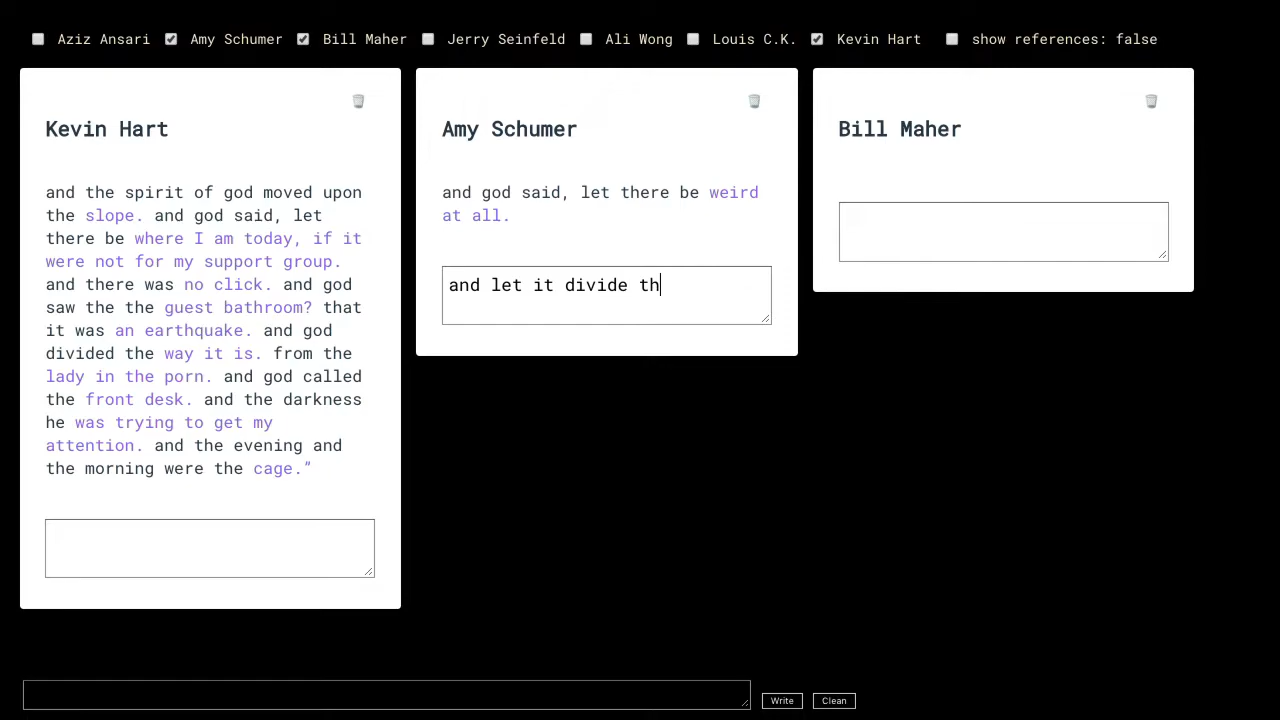 Aziz Ansari Amy Schumer Bill Maher Jerry Seinfeld Ali Wong Louis C.K. Kevin Hart show references: false
Kevin Hart
and the spirit of god moved upon
the slope. and god said, let
there be where I am today, if it
were not for my support group.
and there was no click. and god
saw the the guest bathroom? that
it was an earthquake. and god
divided the way it is. from the
lady in the porn. and god called
the front desk. and the darkness
he was trying to get my
attention. and the evening and
the morning were the cage.”
Amy Schumer
and god said, let there be weird
at all.
and let it divide th
Bill Maher
Write Clean